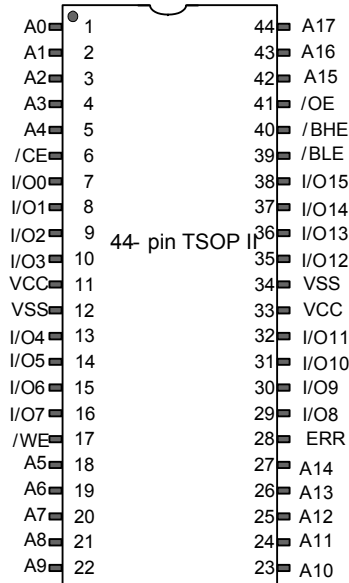 A0 1 44 A17
A1 2 43 A16
A2 3 42 A15
A3 4 41 /OE
A4 5 40 /BHE
/CE 6 39 /BLE
I/O0 7 38 I/O15
I/O1 8 37 I/O14
I/O2 9 36 I/O13
44- pin TSOP II
I/O3 10 35 I/O12
VCC 11 34 VSS
VSS 12 33 VCC
I/O4 13 32 I/O11
I/O5 14 31 I/O10
I/O6 15 30 I/O9
I/O7 16 29 I/O8
/WE 17 28 ERR
A5 18 27 A14
A6 19 26 A13
A7 20 25 A12
A8 21 24 A11
A9 22 23 A10